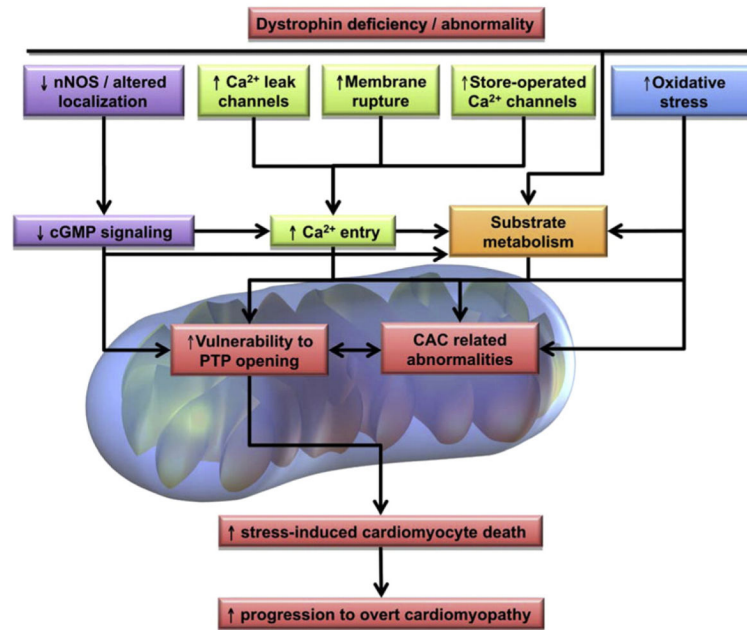 Dystrophin deficiency / abnormality
↓ nNOS / altered
localization
↑ Ca²⁺ leak
channels
↑Membrane
rupture
↑Store-operated
Ca²⁺ channels
↑Oxidative
stress
↓ cGMP signaling
↑ Ca²⁺ entry
Substrate
metabolism
↑Vulnerability to
PTP opening
CAC related
abnormalities
↑ stress-induced cardiomyocyte death
↑ progression to overt cardiomyopathy